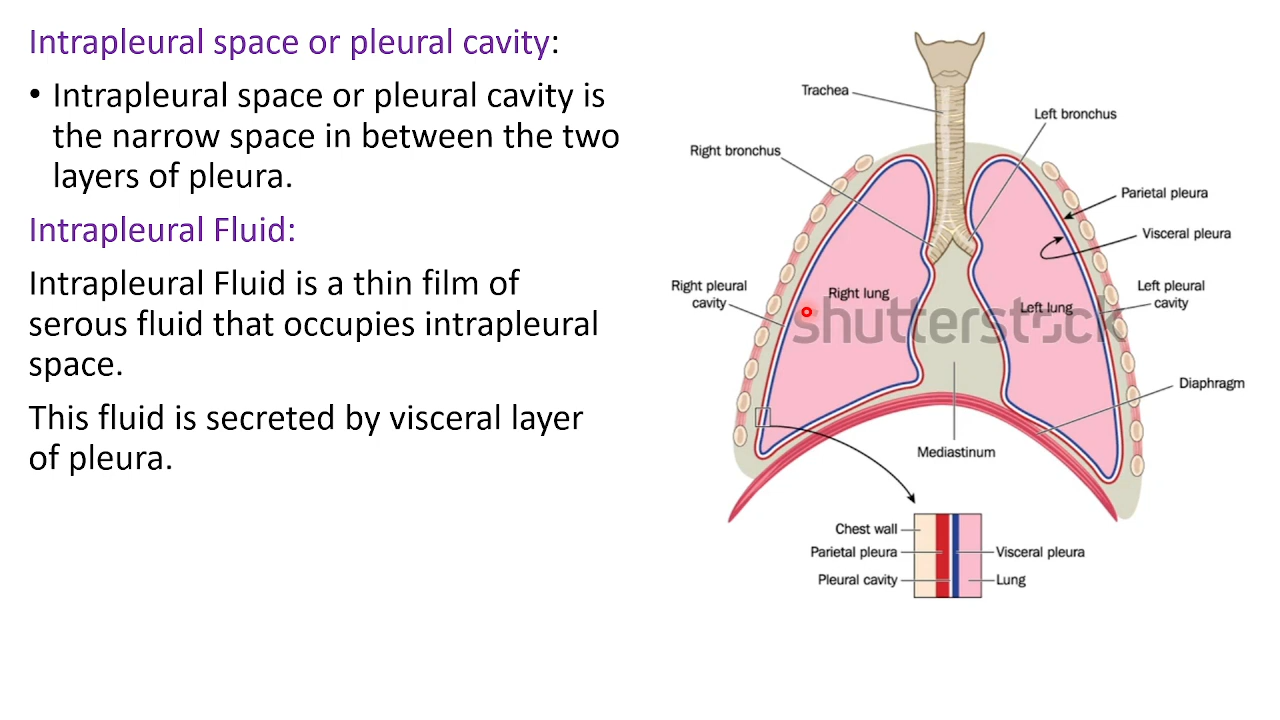 Intrapleural space or pleural cavity:
• Intrapleural space or pleural cavity is
the narrow space in between the two
layers of pleura.
Intrapleural Fluid:
Intrapleural Fluid is a thin film of
serous fluid that occupies intrapleural
space.
This fluid is secreted by visceral layer
of pleura.
Trachea
Left bronchus
Right bronchus
Parietal pleura
Visceral pleura
Right pleural
cavity
Right lung
Left lung
Left pleural
cavity
shutterstock
Diaphragm
Mediastinum
Chest wall
Parietal pleura
Visceral pleura
Pleural cavity
Lung